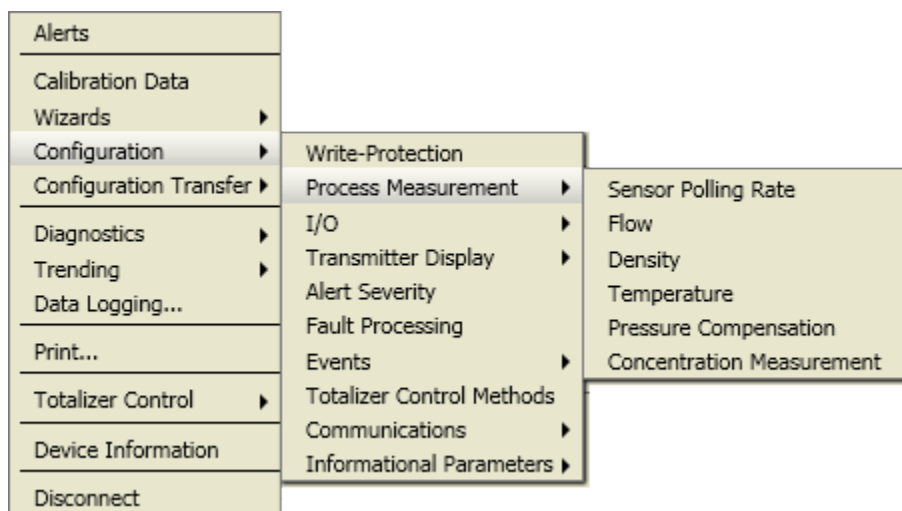 Alerts
Calibration Data
Wizards
Configuration
Configuration Transfer
Diagnostics
Trending
Data Logging...
Print...
Totalizer Control
Device Information
Disconnect
Write-Protection
Process Measurement
I/O
Transmitter Display
Alert Severity
Fault Processing
Events
Totalizer Control Methods
Communications
Informational Parameters
Sensor Polling Rate
Flow
Density
Temperature
Pressure Compensation
Concentration Measurement